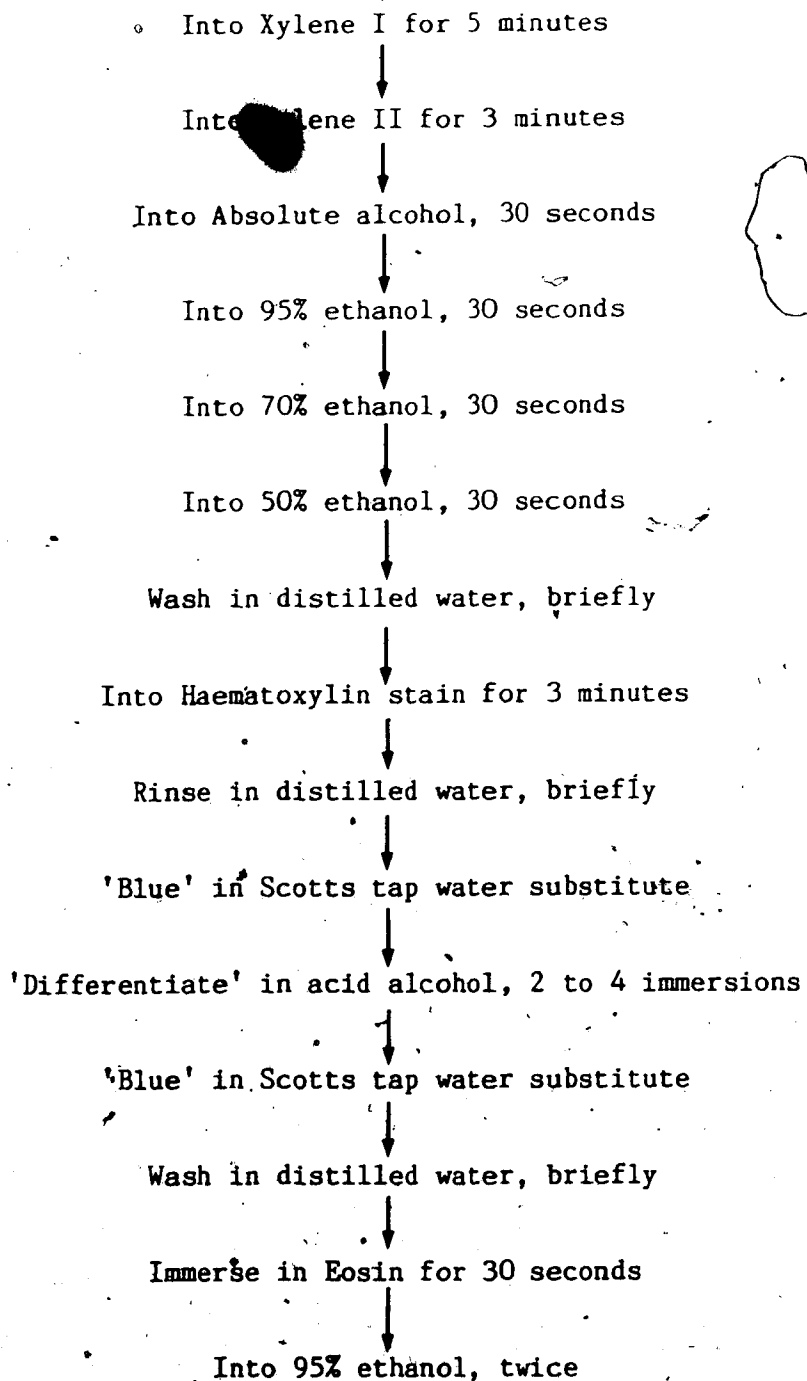 Into Xylene I for 5 minutes
II for 3 minutes
Into Absolute alcohol, 30 seconds
Into 95% ethanol, 30 seconds
Into 70% ethanol, 30 seconds
Into 50% ethanol, 30 seconds
Wash in distilled water, briefly
Into Haematoxylin stain for 3 minutes
Rinse in distilled water, briefly
'Blue' in Scotts tap water substitute
'Differentiate' in acid alcohol, 2 to 4 immersions
'Blue' in Scotts tap water substitute
Wash in distilled water, briefly
Immerse in Eosin for 30 seconds
Into 95% ethanol, twice